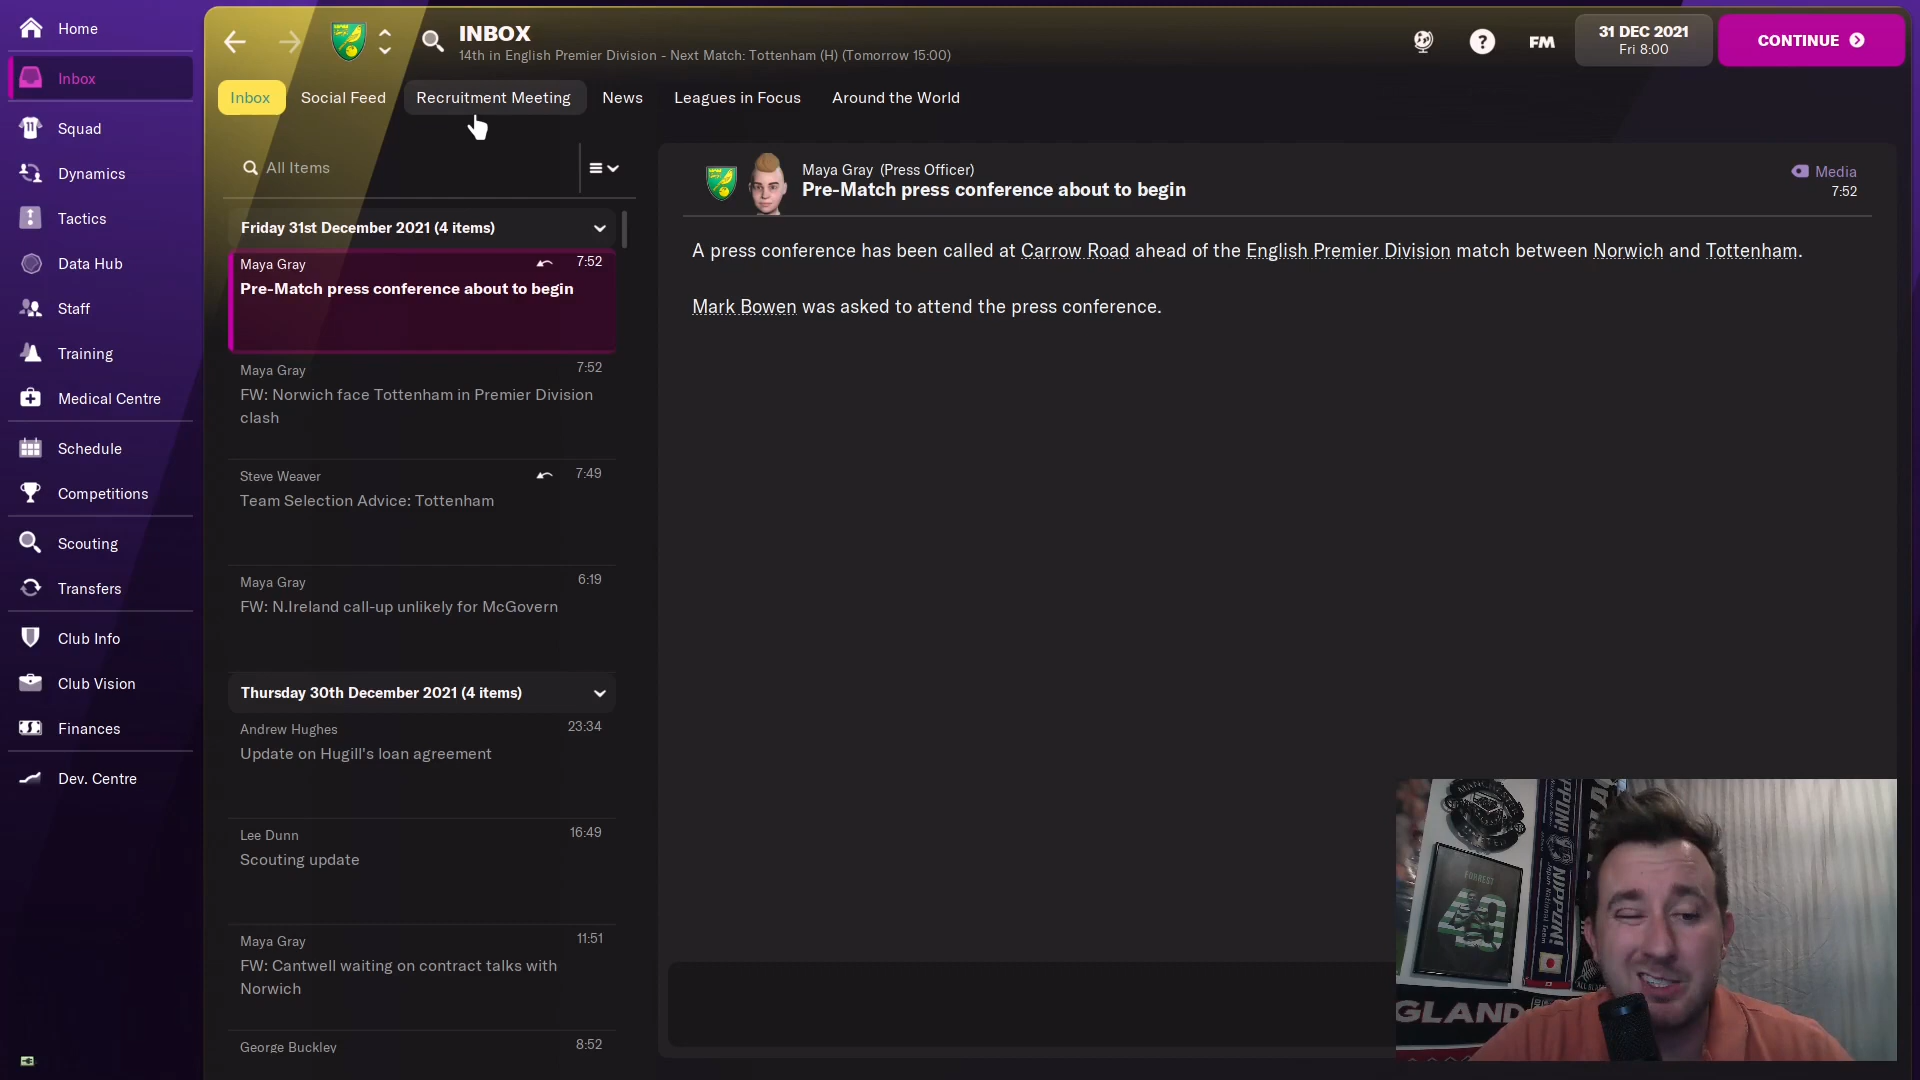 Home
Inbox
Squad
Dynamics
Tactics
Data Hub
Staff
Training
Medical Centre
Schedule
Competitions
Scouting
Transfers
Club Info
Club Vision
Finances
Dev. Centre
INBOX
14th in English Premier Division - Next Match: Tottenham (H) (Tomorrow 15:00)
?
FM
31 DEC 2021
Fri 8:00
CONTINUE
Inbox
Social Feed
Recruitment Meeting
News
Leagues in Focus
Around the World
All Items
Friday 31st December 2021 (4 items)
Maya Gray 7:52
Pre-Match press conference about to begin
Maya Gray 7:52
FW: Norwich face Tottenham in Premier Division
clash
Steve Weaver 7:49
Team Selection Advice: Tottenham
Maya Gray 6:19
FW: N.Ireland call-up unlikely for McGovern
Thursday 30th December 2021 (4 items)
Andrew Hughes 23:34
Update on Hugill's loan agreement
Lee Dunn 16:49
Scouting update
Maya Gray 11:51
FW: Cantwell waiting on contract talks with
Norwich
George Buckley 8:52
Maya Gray (Press Officer)
Pre-Match press conference about to begin
Media
7:52
A press conference has been called at Carrow Road ahead of the English Premier Division match between Norwich and Tottenham.
Mark Bowen was asked to attend the press conference.
MANCHESTER
FORREST
49
NIPPON!
NIPPON!
Japan National Team
GLAND